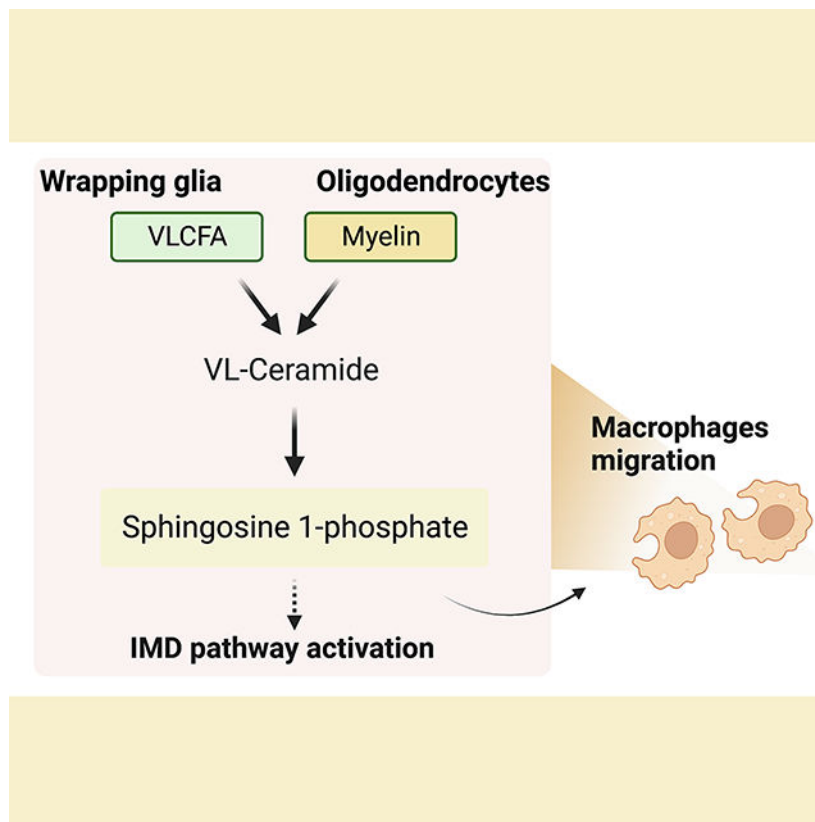 Wrapping glia
Oligodendrocytes
VLCFA
Myelin
VL-Ceramide
Macrophages
migration
Sphingosine 1-phosphate
IMD pathway activation